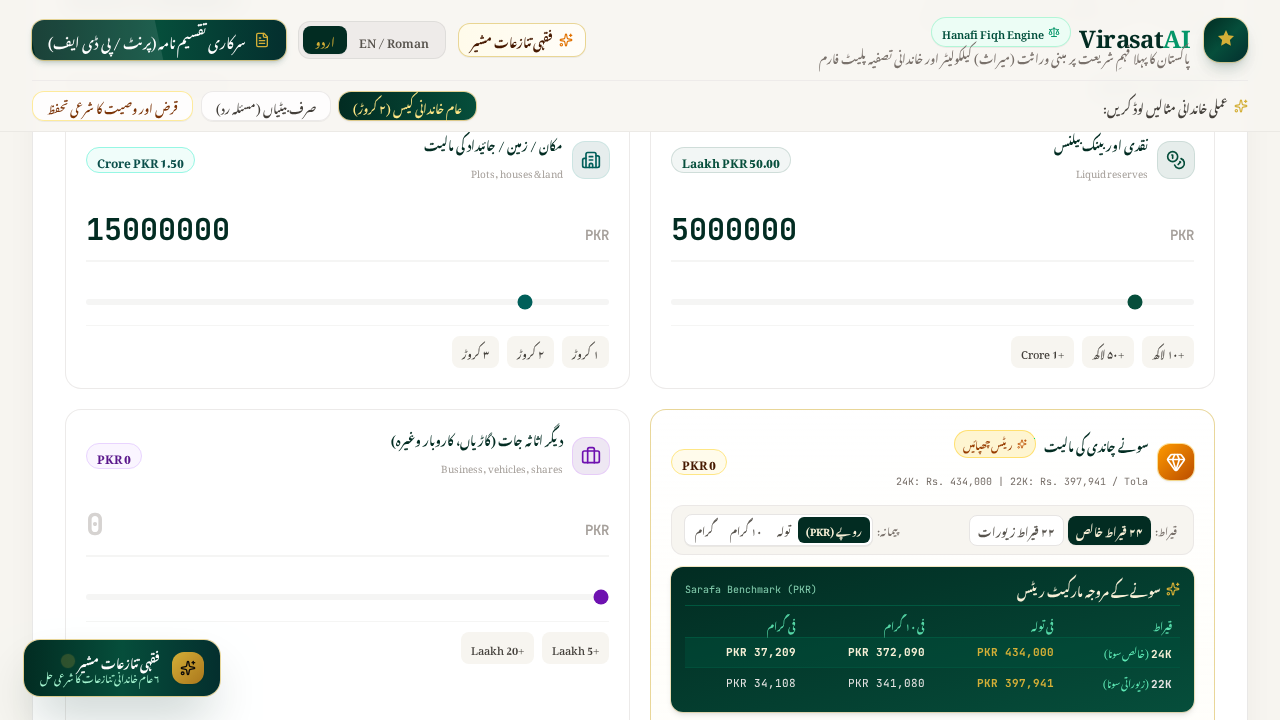 VirasatAI
Hanafi Fiqh Engine
پاکستان کا پہلا فہمِ شریعت پر مبنی وراثت (میراث) کیلکولیٹر اور خاندانی تصفیہ پلیٹ فارم
فقہی تنازعات مشیر
EN / Roman
اردو
سرکاری تقسیم نامہ (پرنٹ / پی ڈی ایف)
عملی خاندانی مثالیں لوڈ کریں:
عام خاندانی کیس (۲ کروڑ)
صرف بیٹیاں (مسئلہ رد)
قرض اور وصیت کا شرعی تحفظ
نقدی اور بینک بیلنس
Liquid reserves
Laakh PKR 50.00
5000000
PKR
+۱۰ لاکھ
+۵۰ لاکھ
Crore 1+
مکان / زمین / جائیداد کی مالیت
Plots, houses & land
Crore PKR 1.50
15000000
PKR
۱ کروڑ
۲ کروڑ
۳ کروڑ
سونے چاندی کی مالیت
ریٹس چھپائیں
24K: Rs. 434,000 | 22K: Rs. 397,941 / Tola
PKR 0
قیراط:
۲۴ قیراط خالص
۲۲ قیراط زیورات
پیمانہ:
روپے (PKR)
تولہ
۱۰ گرام
گرام
سونے کے مروجہ مارکیٹ ریٹس
Sarafa Benchmark (PKR)
قیراط
فی تولہ
فی ۱۰ گرام
فی گرام
24K (خالص سونا)
PKR 434,000
PKR 372,090
PKR 37,209
22K (زیوراتی سونا)
PKR 397,941
PKR 341,080
PKR 34,108
دیگر اثاثہ جات (گاڑیاں، کاروبار وغیرہ)
Business, vehicles, shares
PKR 0
0
PKR
Laakh 5+
Laakh 20+
فقہی تنازعات مشیر
۶ عام خاندانی تنازعات کا شرعی حل